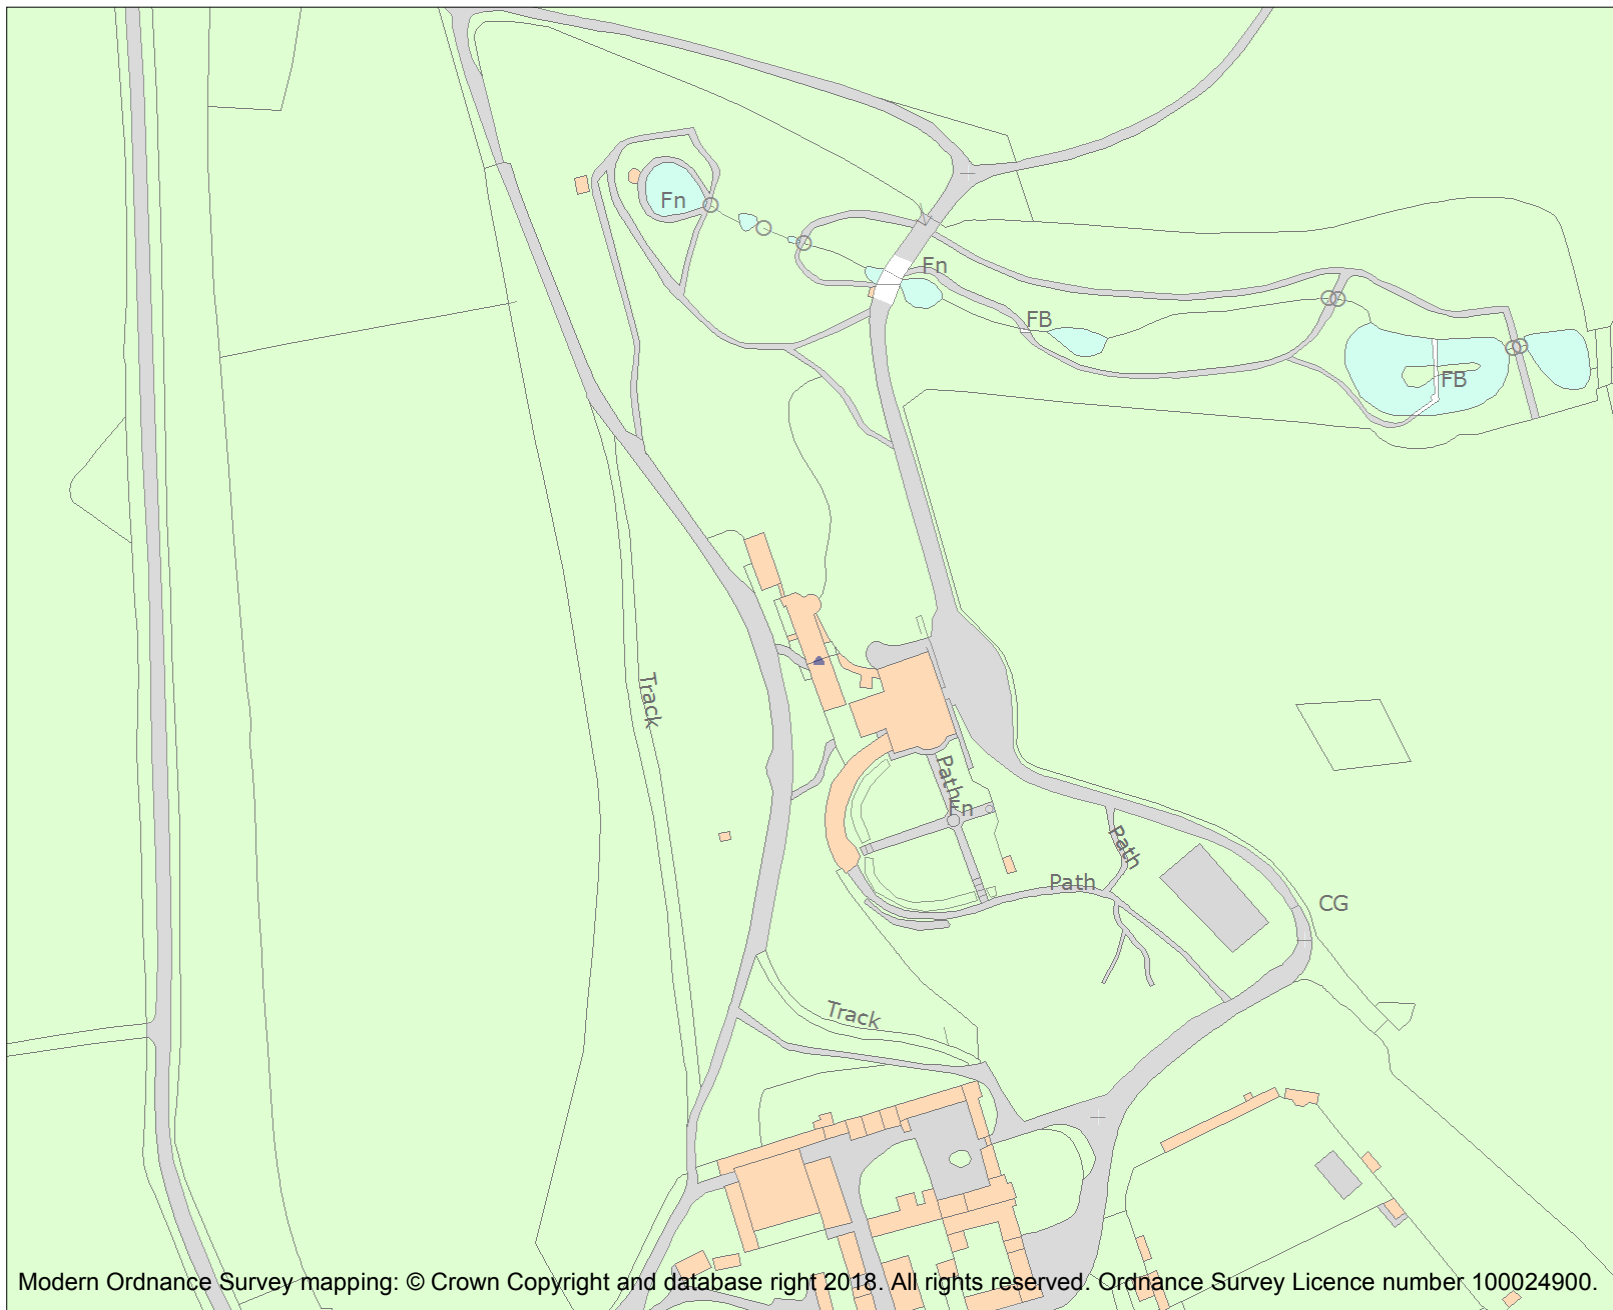 Fn
Fn
FB
FB
Track
Path
Fn
Path
Path
CG
Track
Modern Ordnance Survey mapping: © Crown Copyright and database right 2018. All rights reserved. Ordnance Survey Licence number 100024900.